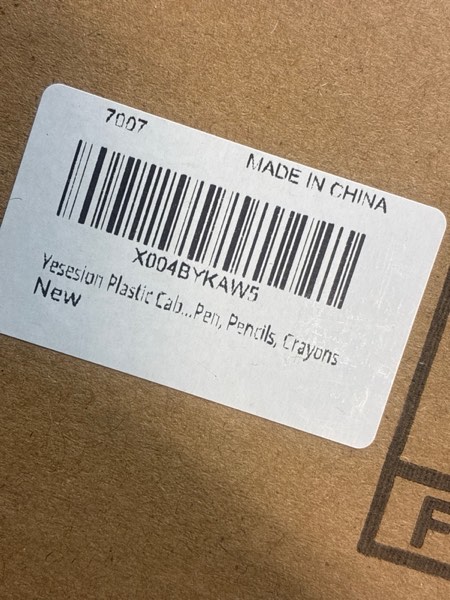 7007
MADE IN CHINA
X004BYKAW5
Yesesion Plastic Cab...Pen, Pencils, Crayons
New
F